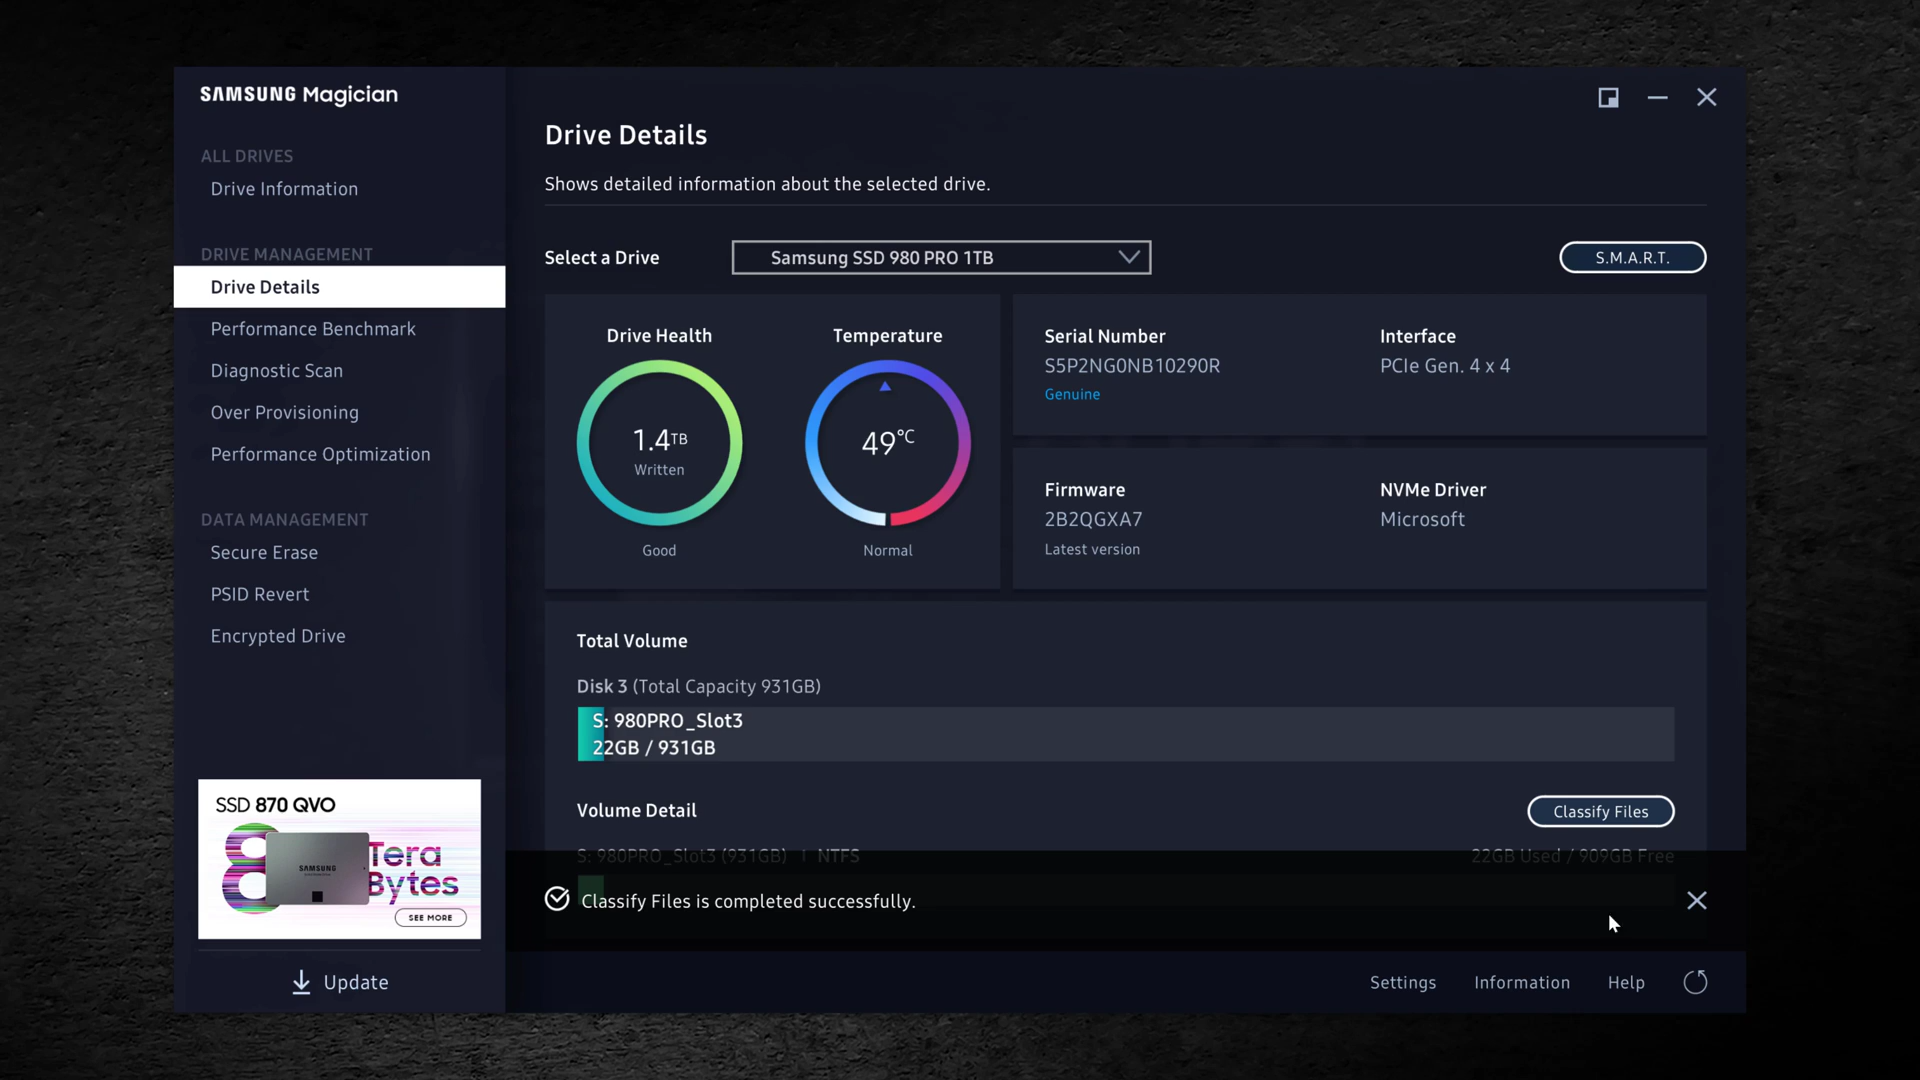 SAMSUNG Magician
ALL DRIVES
Drive Information
DRIVE MANAGEMENT
Drive Details
Performance Benchmark
Diagnostic Scan
Over Provisioning
Performance Optimization
DATA MANAGEMENT
Secure Erase
PSID Revert
Encrypted Drive
SSD 870 QVO
8 Tera
Bytes
SAMSUNG
SEE MORE
Update
Drive Details
Shows detailed information about the selected drive.
Select a Drive
Samsung SSD 980 PRO 1TB
S.M.A.R.T.
Drive Health
1.4TB
Written
Good
Temperature
49°C
Normal
Serial Number
S5P2NG0NB10290R
Genuine
Interface
PCIe Gen. 4 x 4
Firmware
2B2QGXA7
Latest version
NVMe Driver
Microsoft
Total Volume
Disk 3 (Total Capacity 931GB)
S: 980PRO_Slot3
22GB / 931GB
Volume Detail
Classify Files
S: 980PRO_Slot3 (931GB) | NTFS
22GB Used / 909GB Free
Classify Files is completed successfully.
Settings
Information
Help